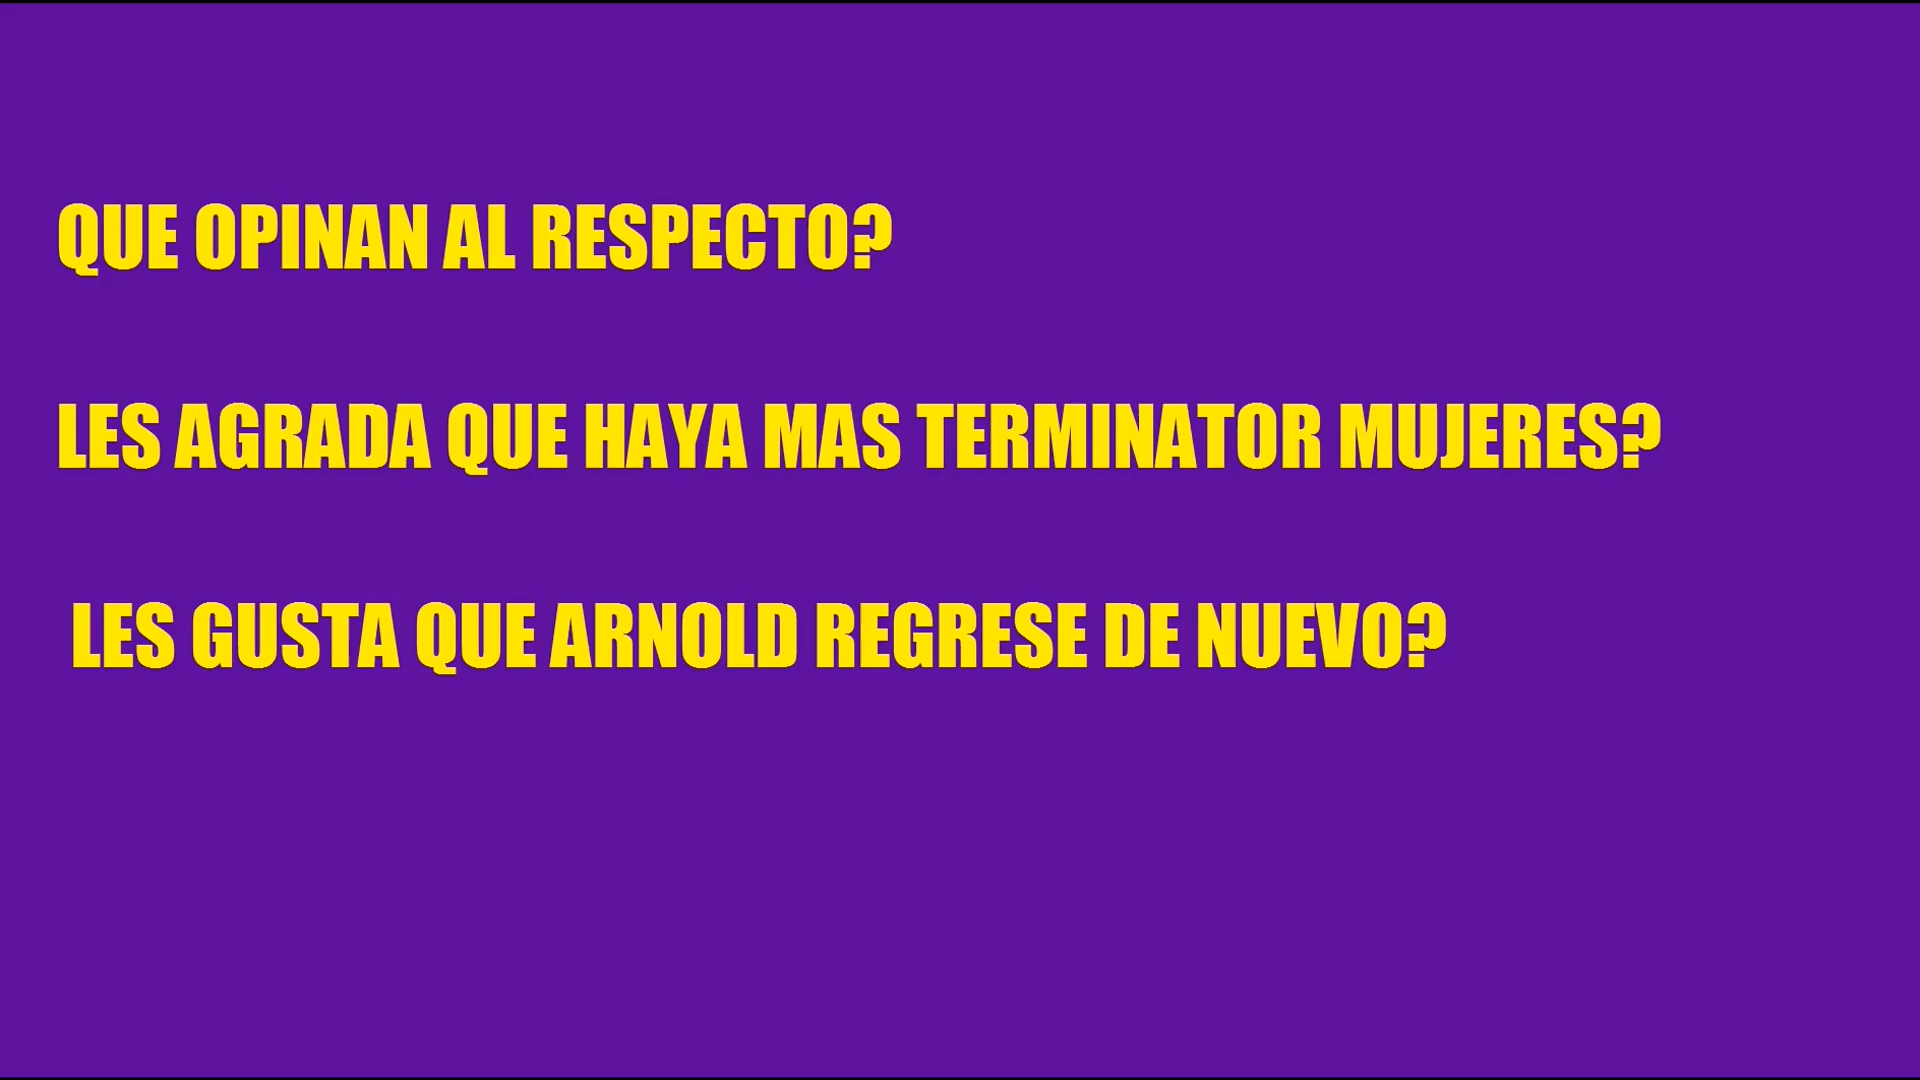 QUE OPINAN AL RESPECTO?
LES AGRADA QUE HAYA MAS TERMINATOR MUJERES?
LES GUSTA QUE ARNOLD REGRESE DE NUEVO?